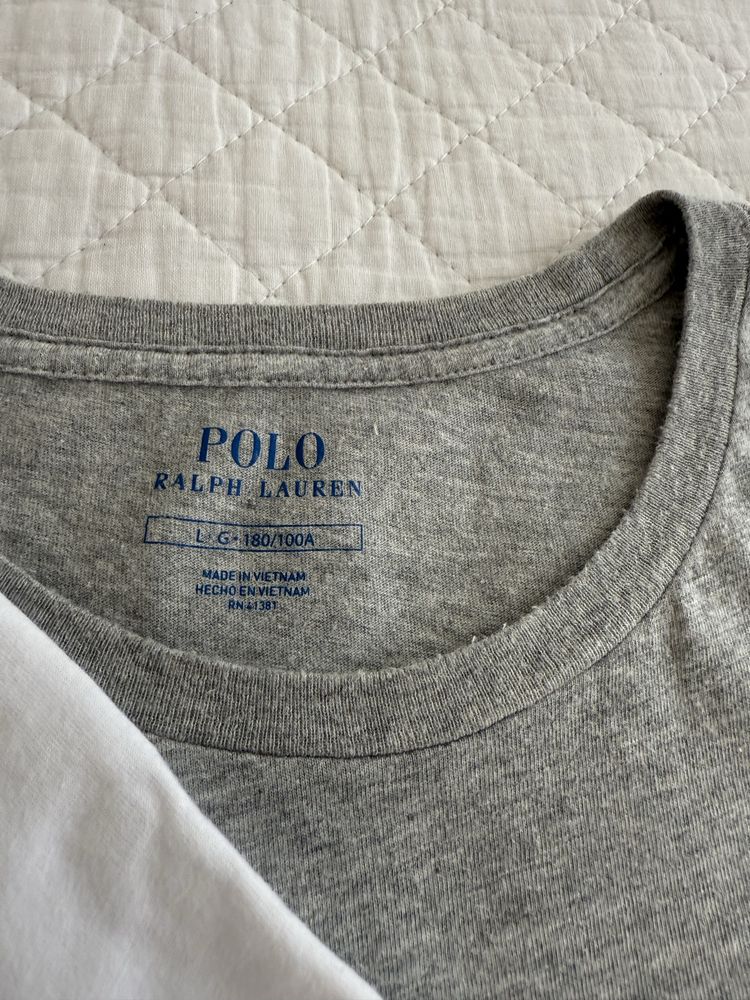 POLO
RALPH LAUREN
L · G · 180/100A
MADE IN VIETNAM
HECHO EN VIETNAM
RN 41381